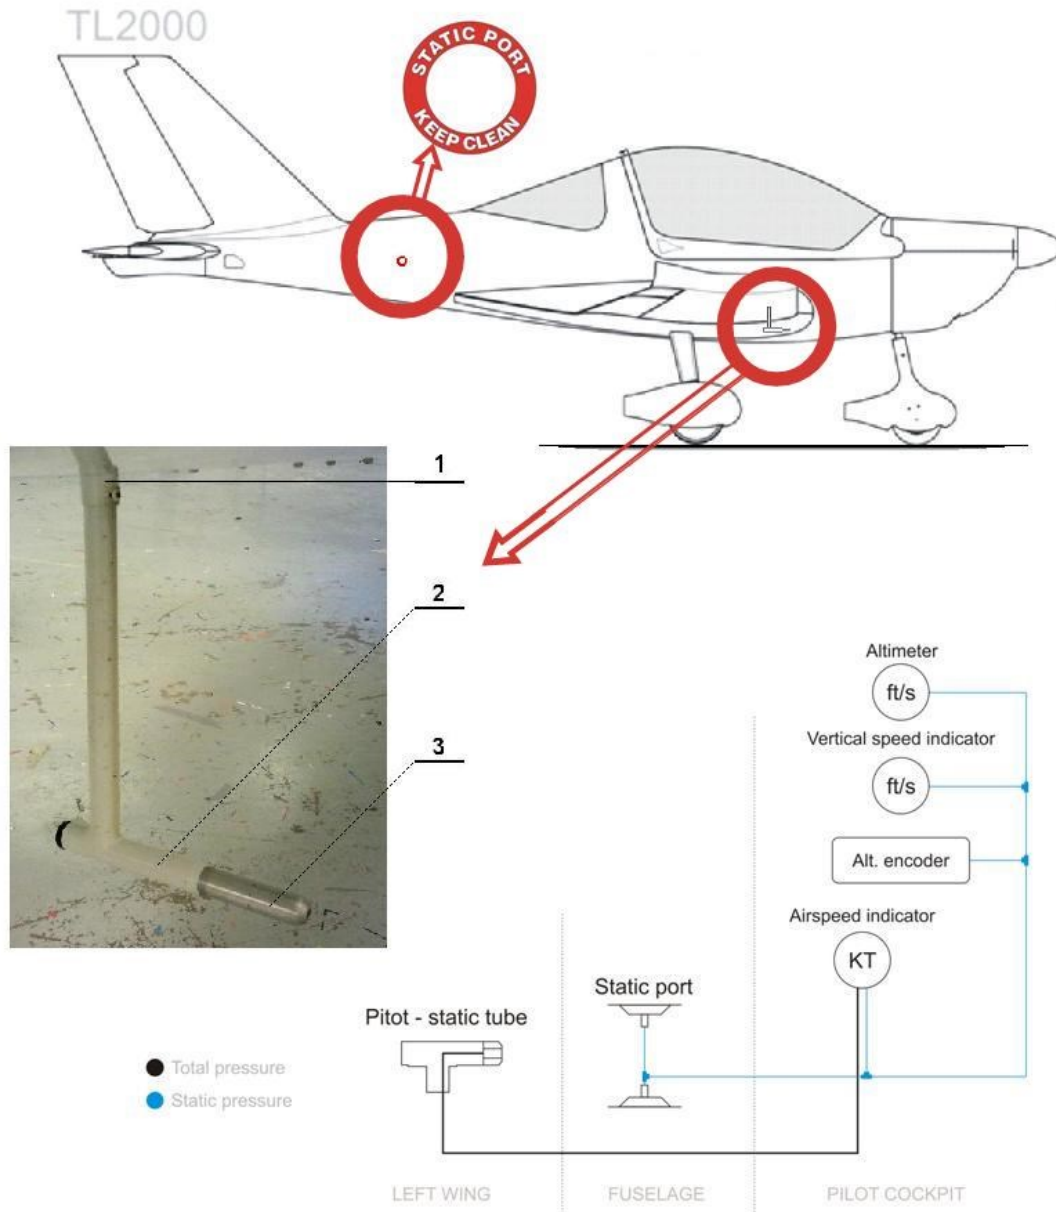 TL2000
STATIC PORT
KEEP CLEAN
1
2
3
Altimeter
ft/s
Vertical speed indicator
ft/s
Alt. encoder
Airspeed indicator
KT
Static port
Pitot - static tube
Total pressure
Static pressure
LEFT WING
FUSELAGE
PILOT COCKPIT